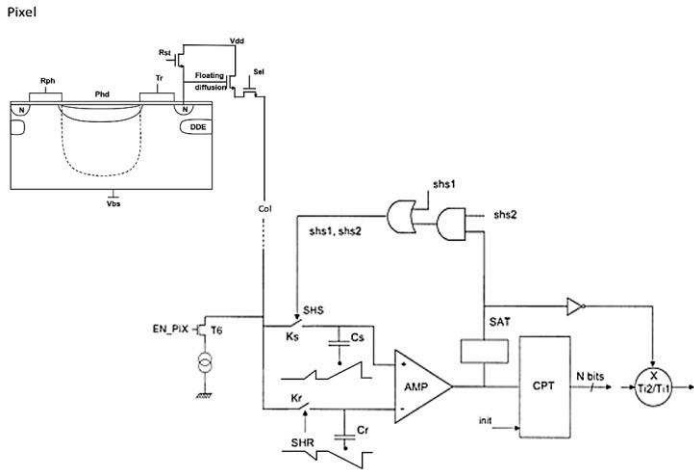 Pixel
Vdd
Rst
Sel
Rph
Phd
Tr
Floating
diffusion
N
N
DDE
Vbs
Col
shs1
shs2
shs1, shs2
SHS
EN_PIX
T6
Ks
Cs
SAT
AMP
+
-
CPT
N bits
X
Ti2/Ti1
Kr
Cr
init
SHR